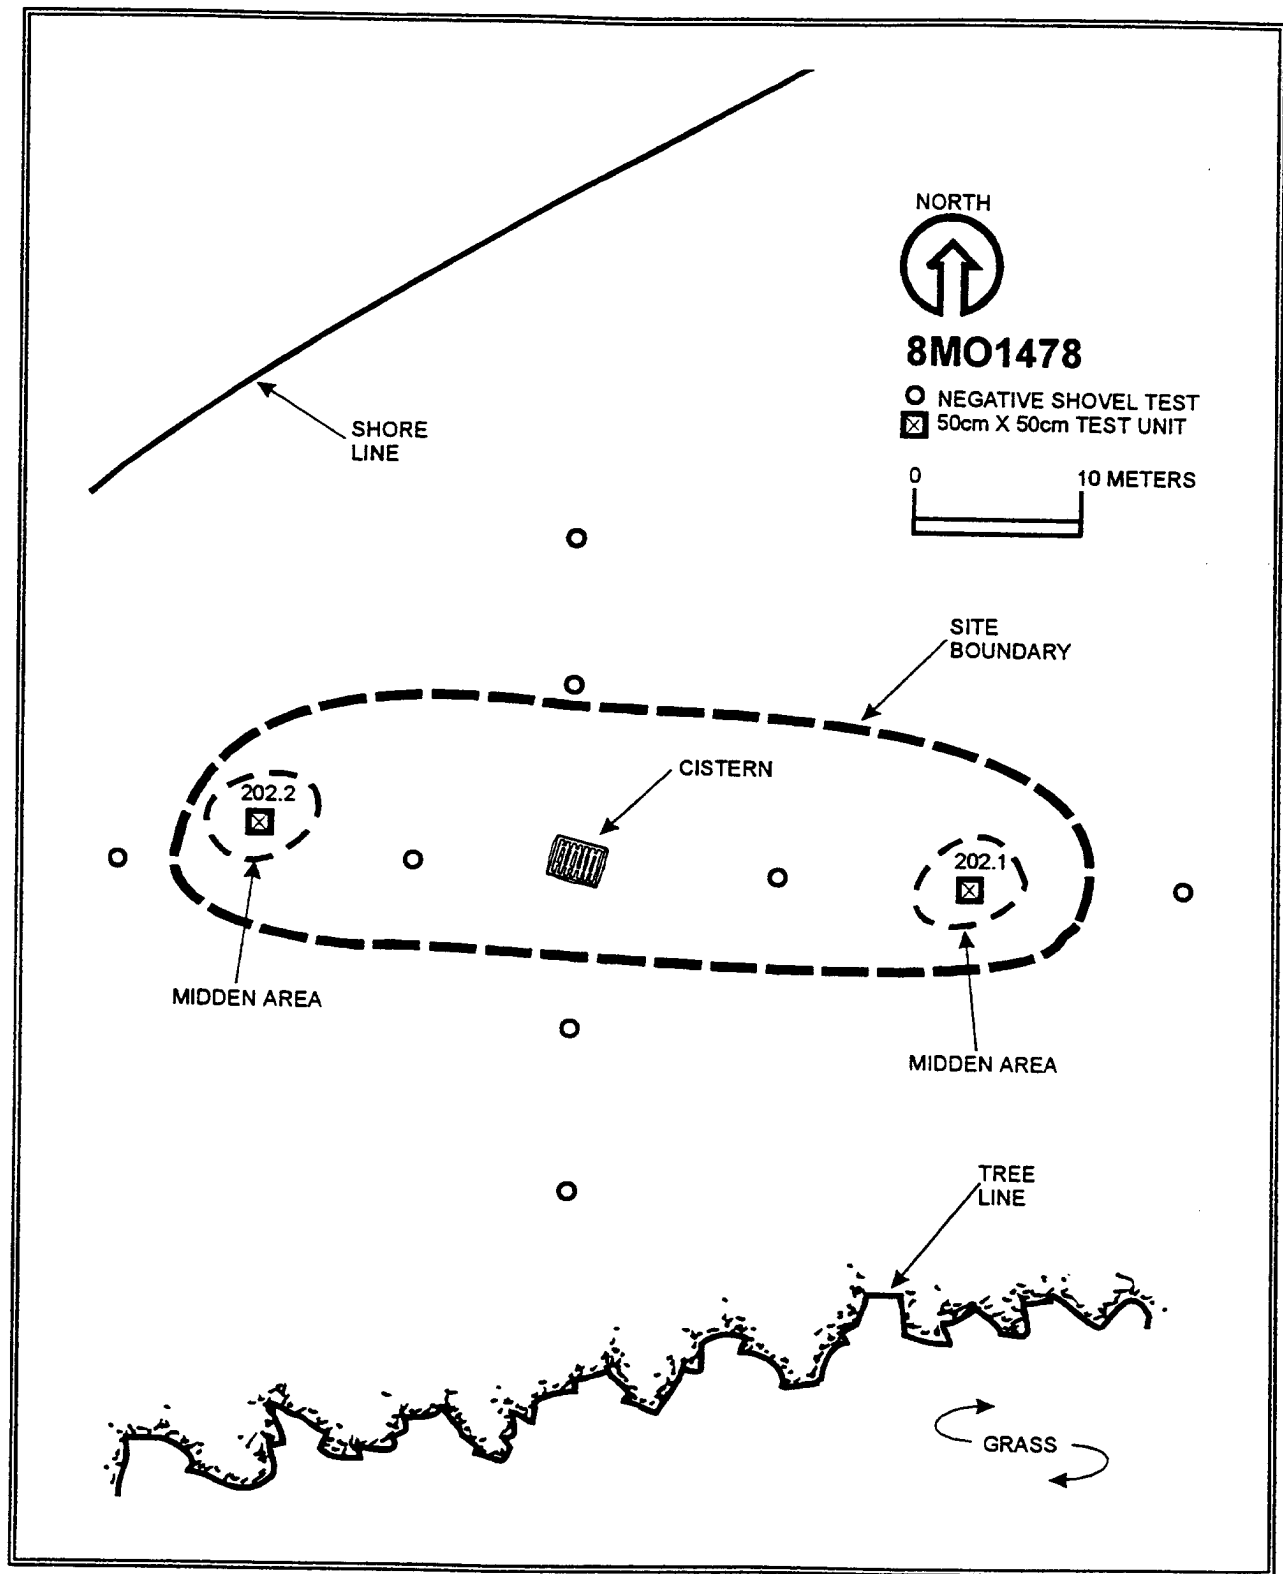 NORTH
8MO1478
NEGATIVE SHOVEL TEST
50cm X 50cm TEST UNIT
0 10 METERS
SHORE
LINE
SITE
BOUNDARY
CISTERN
202.2
202.1
MIDDEN AREA
MIDDEN AREA
TREE
LINE
GRASS